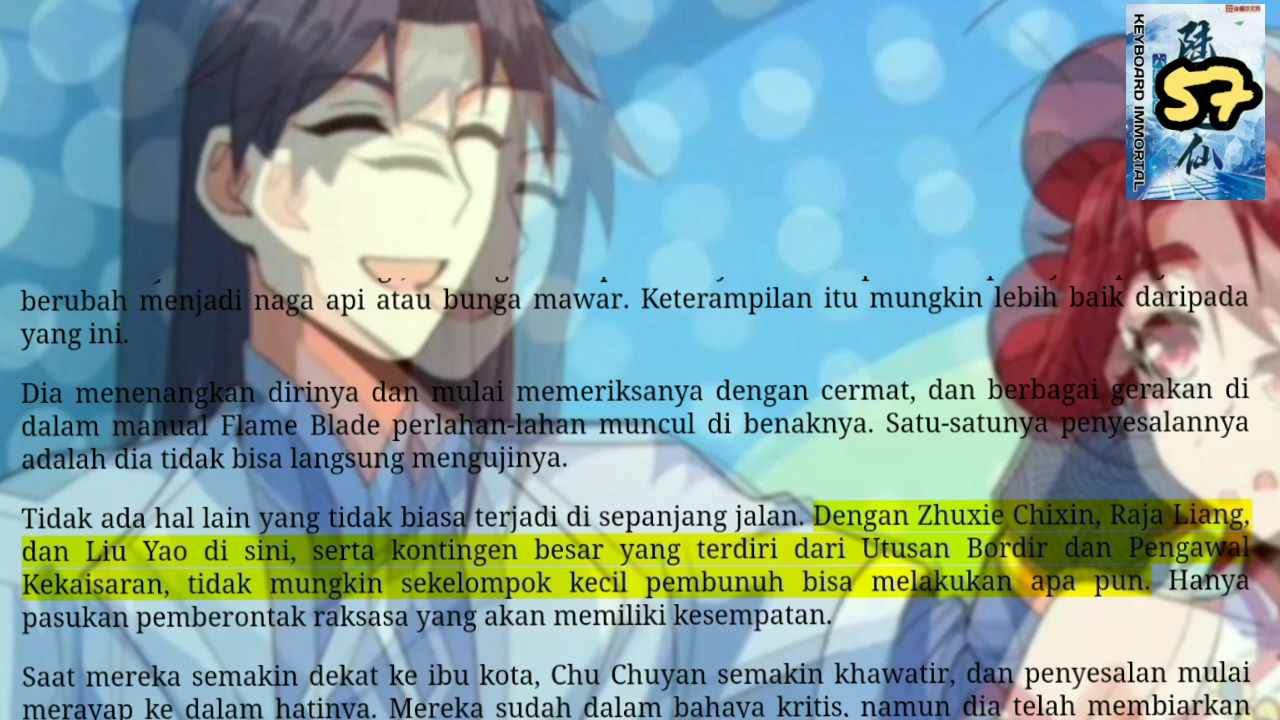 KEYBOARD IMMORTAL
陆
仙
57
berubah menjadi naga api atau bunga mawar. Keterampilan itu mungkin lebih baik daripada
yang ini.
Dia menenangkan dirinya dan mulai memeriksanya dengan cermat, dan berbagai gerakan di
dalam manual Flame Blade perlahan-lahan muncul di benaknya. Satu-satunya penyesalannya
adalah dia tidak bisa langsung mengujinya.
Tidak ada hal lain yang tidak biasa terjadi di sepanjang jalan. Dengan Zhuxie Chixin, Raja Liang,
dan Liu Yao di sini, serta kontingen besar yang terdiri dari Utusan Bordir dan Pengawal
Kekaisaran, tidak mungkin sekelompok kecil pembunuh bisa melakukan apa pun. Hanya
pasukan pemberontak raksasa yang akan memiliki kesempatan.
Saat mereka semakin dekat ke ibu kota, Chu Chuyan semakin khawatir, dan penyesalan mulai
merayap ke dalam hatinya. Mereka sudah dalam bahaya kritis, namun dia telah membiarkan